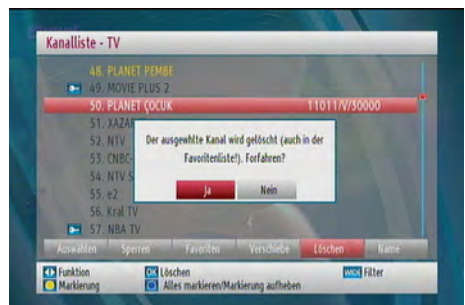 Kanalliste - TV
48. PLANET PEMBE
49. MOVIE PLUS 2
50. PLANET ÇOCUK 11011/V/30000
51. XAZAR
52. NTV
53. CNBC-
54. NTV S
55. e2
56. Kral TV
57. NBA TV
Der ausgewhlte Kanal wird gelöscht (auch in der
Favoritenliste!). Forfahren?
Ja Nein
Auswählen Sperren Favoriten Verschiebe Löschen Name
Funktion OK Löschen WIDE Filter
Markierung Alles markieren/Markierung aufheben